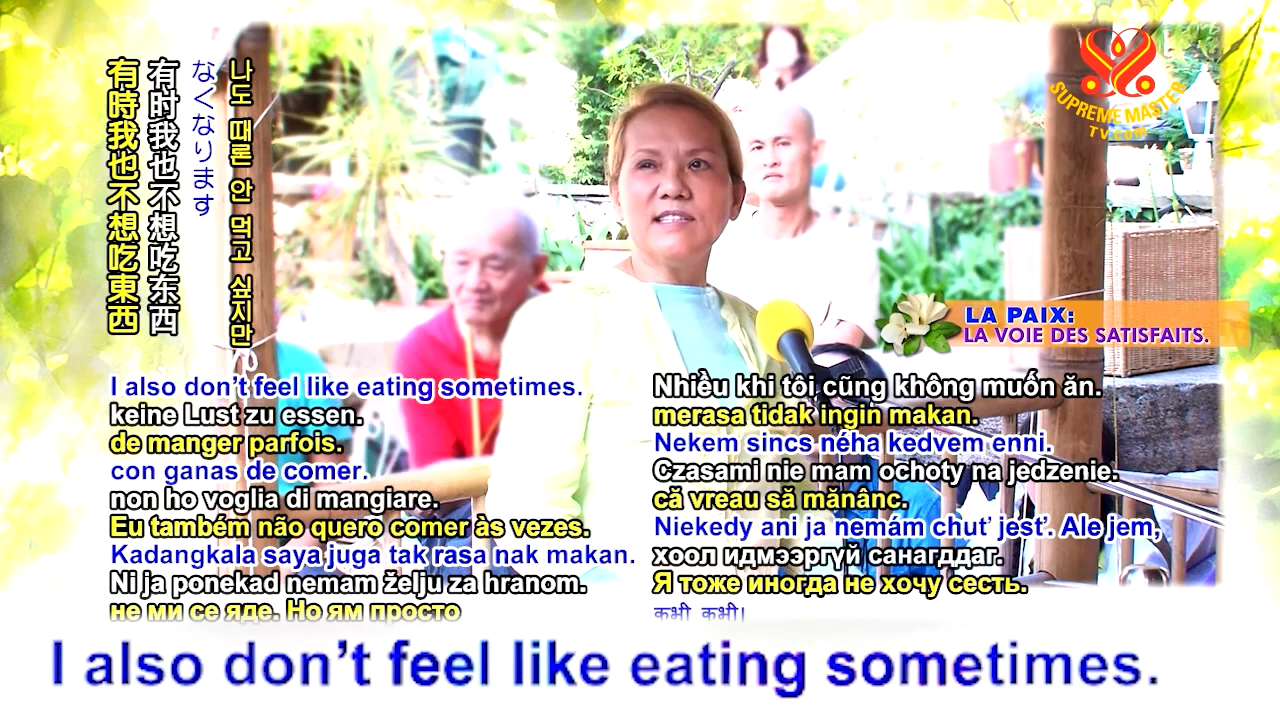 有時我也不想吃東西
有时我也不想吃东西
なくなります
나도 때론 안 먹고 싶지만
SUPREME MASTER
TV.com
LA PAIX:
LA VOIE DES SATISFAITS.
I also don't feel like eating sometimes.
keine Lust zu essen.
de manger parfois.
con ganas de comer.
non ho voglia di mangiare.
Eu também não quero comer às vezes.
Kadangkala saya juga tak rasa nak makan.
Ni ja ponekad nemam želju za hranom.
не ми се яде. Но ям просто
Nhiều khi tôi cũng không muốn ăn.
merasa tidak ingin makan.
Nekem sincs néha kedvem enni.
Czasami nie mam ochoty na jedzenie.
că vreau să mănânc.
Niekedy ani ja nemám chuť jesť. Ale jem,
хоол идмээргүй санагддаг.
Я тоже иногда не хочу сесть.
कभी कभी।
I also don't feel like eating sometimes.